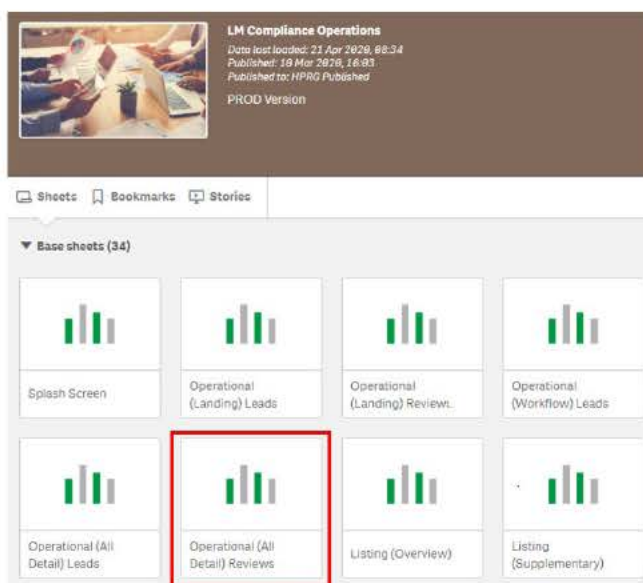 LM Compliance Operations
Data last loaded: 21 Apr 2020, 08:34
Published: 10 Mar 2020, 16:03
Published to: HPRG Published
PROD Version
Sheets Bookmarks Stories
Base sheets (34)
Splash Screen
Operational
(Landing) Leads
Operational
(Landing) Reviews
Operational
(Workflow) Leads
Operational (All
Detail) Leads
Operational (All
Detail) Reviews
Listing (Overview)
Listing
(Supplementary)